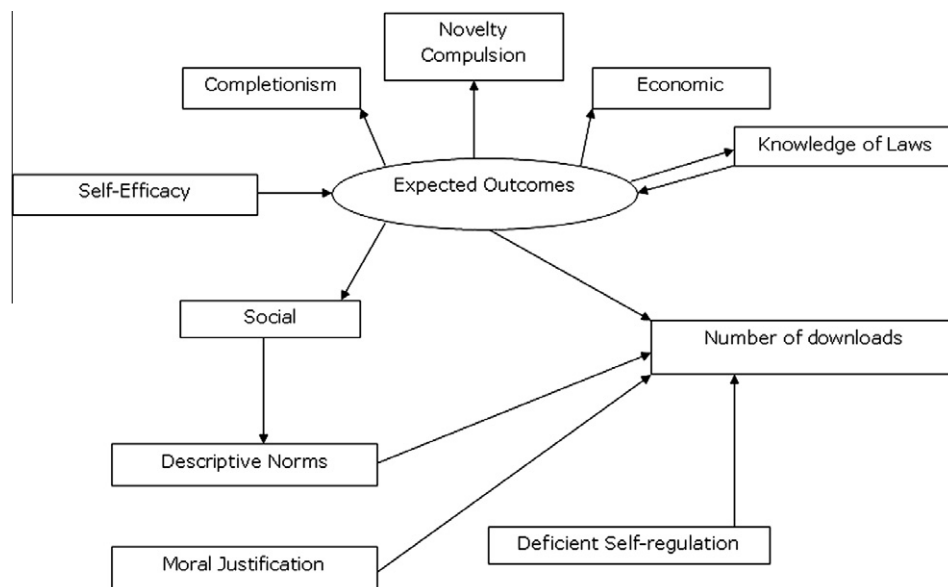 Novelty
Compulsion
Completionism
Economic
Knowledge of Laws
Self-Efficacy
Expected Outcomes
Social
Number of downloads
Descriptive Norms
Deficient Self-regulation
Moral Justification